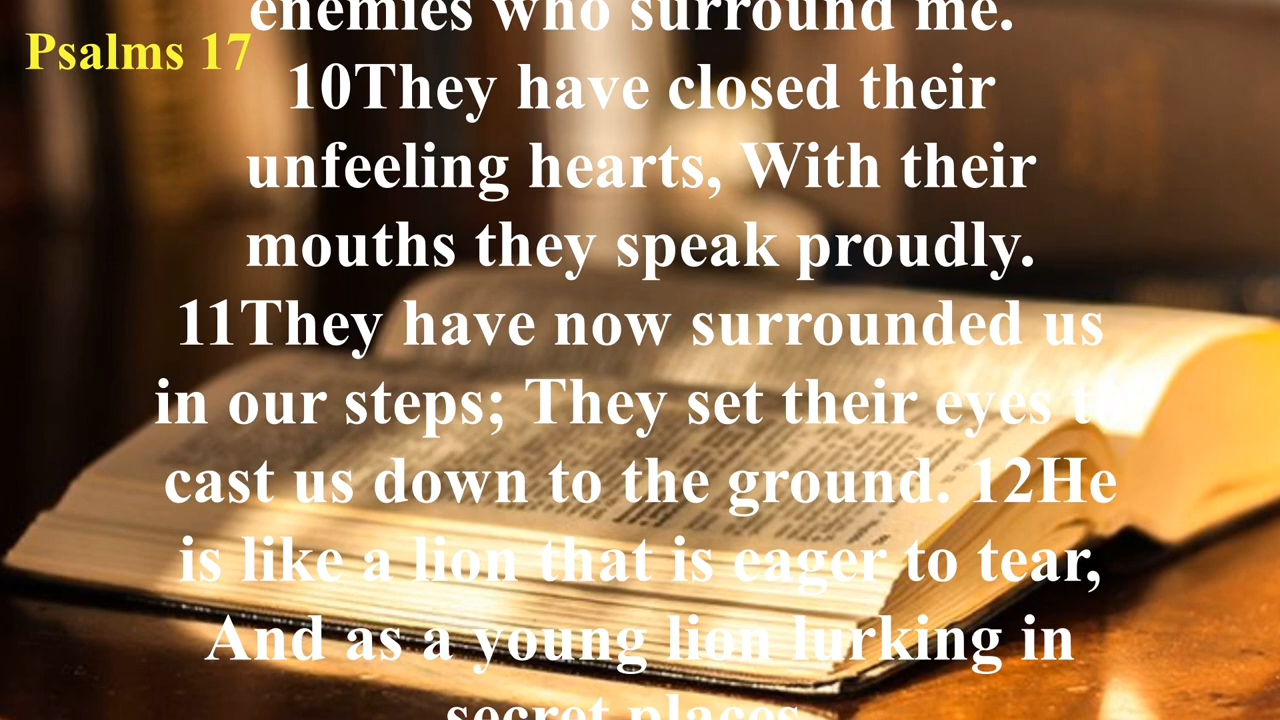 enemies who surround me.
Psalms 17
10They have closed their
unfeeling hearts, With their
mouths they speak proudly.
11They have now surrounded us
in our steps; They set their eyes to
cast us down to the ground. 12He
is like a lion that is eager to tear,
And as a young lion lurking in
secret places.